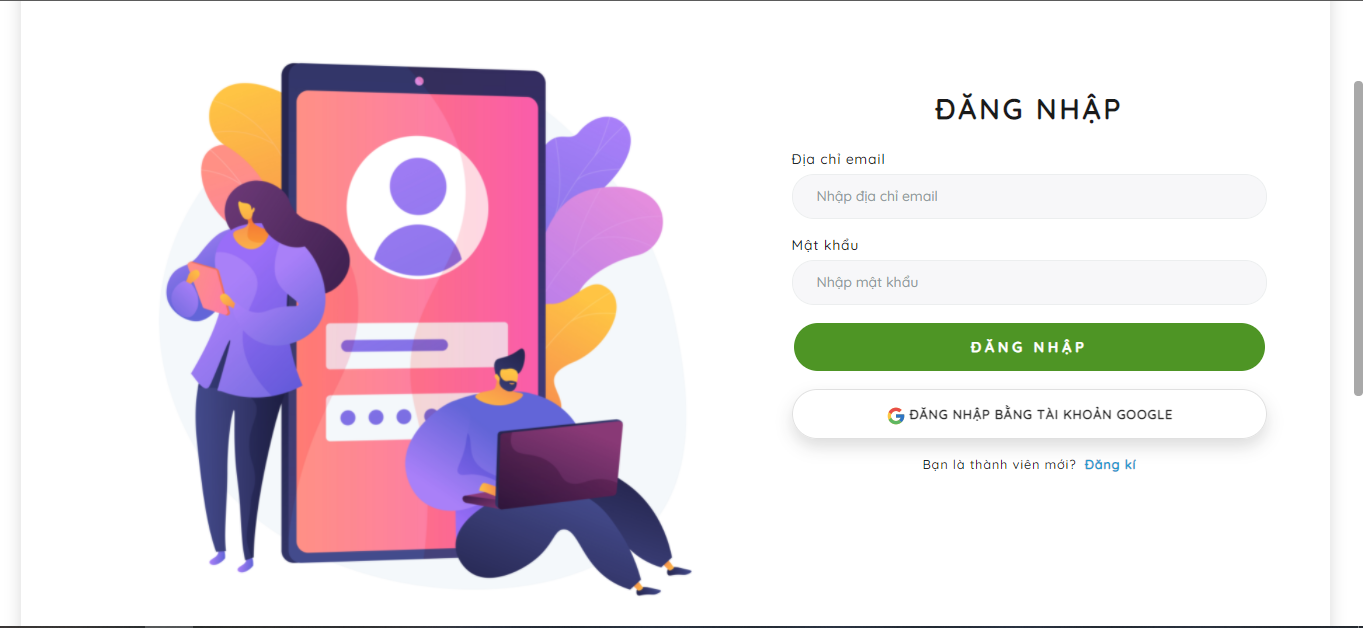 ĐĂNG NHẬP
Địa chỉ email
Nhập địa chỉ email
Mật khẩu
Nhập mật khẩu
ĐĂNG NHẬP
ĐĂNG NHẬP BẰNG TÀI KHOẢN GOOGLE
Bạn là thành viên mới? Đăng kí